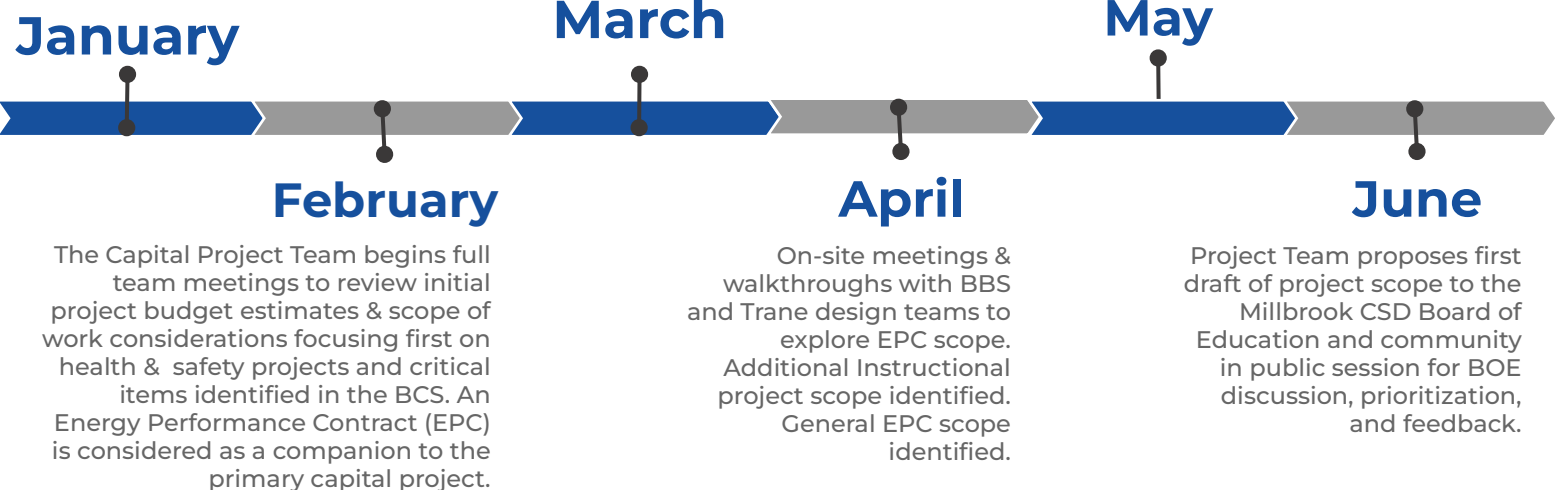 January
March
May
February
The Capital Project Team begins full
team meetings to review initial
project budget estimates & scope of
work considerations focusing first on
health &  safety projects and critical
items identified in the BCS. An
Energy Performance Contract (EPC)
is considered as a companion to the
primary capital project.
April
On-site meetings &
walkthroughs with BBS
and Trane design teams to
explore EPC scope.
Additional Instructional
project scope identified.
General EPC scope
identified.
June
Project Team proposes first
draft of project scope to the
Millbrook CSD Board of
Education and community
in public session for BOE
discussion, prioritization,
and feedback.